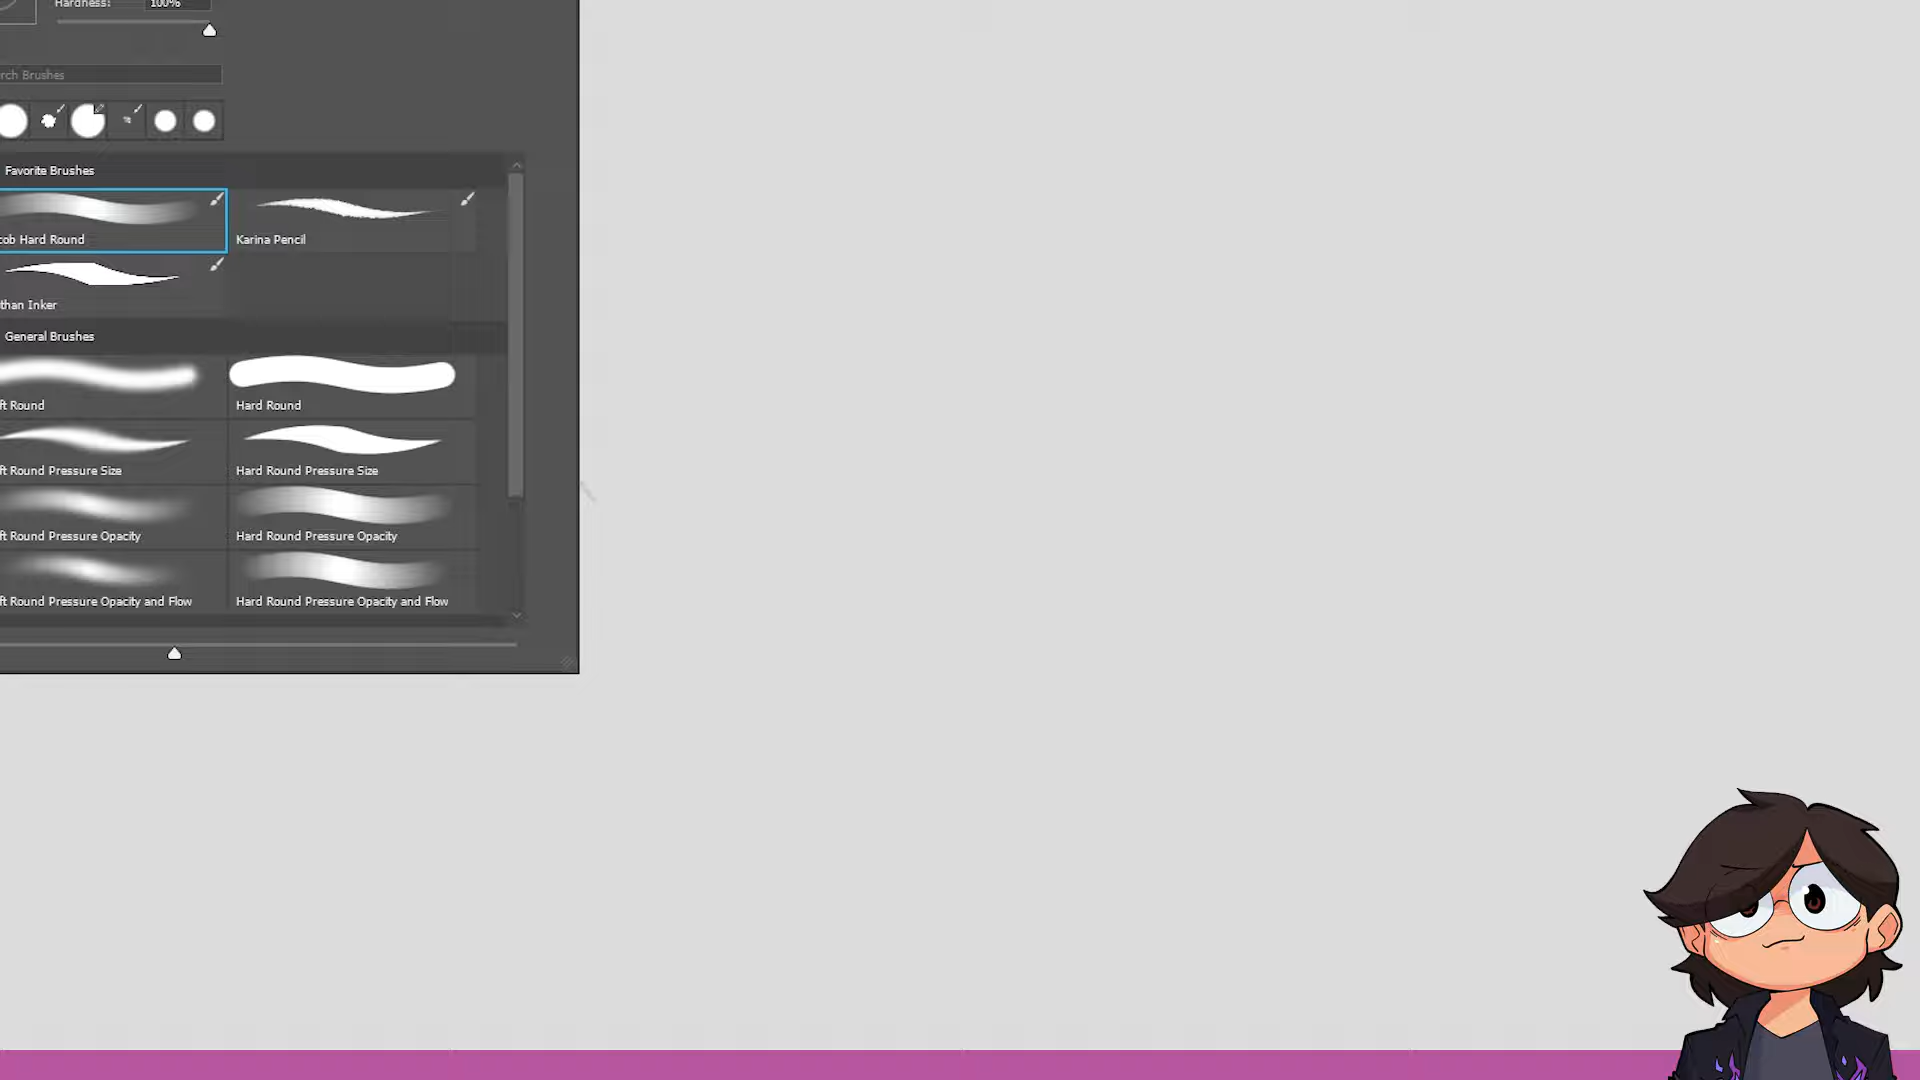 Hardness: 100%
rch Brushes
Favorite Brushes
cob Hard Round
Karina Pencil
than Inker
General Brushes
ft Round
Hard Round
ft Round Pressure Size
Hard Round Pressure Size
ft Round Pressure Opacity
Hard Round Pressure Opacity
ft Round Pressure Opacity and Flow
Hard Round Pressure Opacity and Flow